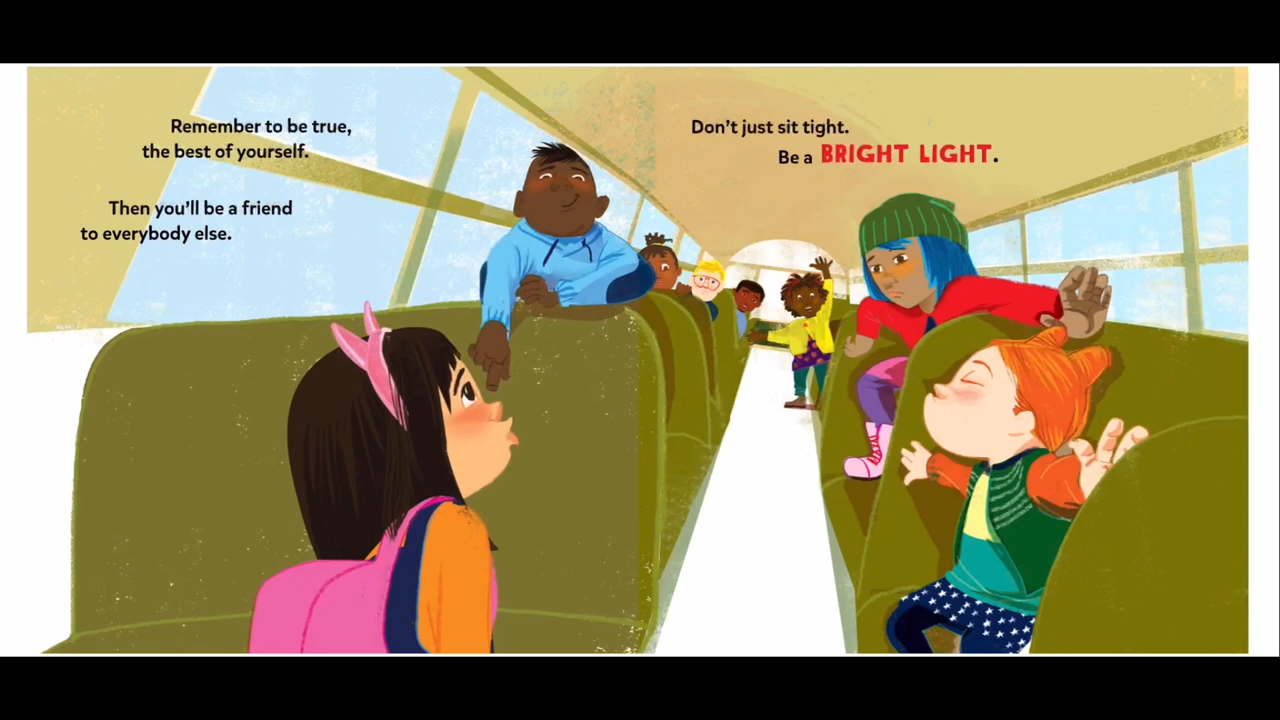 Remember to be true,
the best of yourself.
Then you'll be a friend
to everybody else.
Don't just sit tight.
Be a BRIGHT LIGHT.